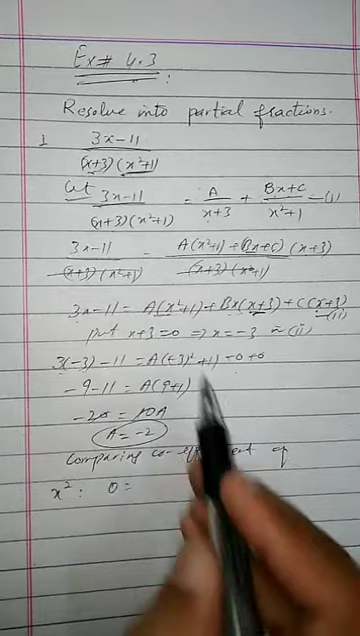 Ex# 4.3
Resolve into partial fractions.
1 3x-11 / (x+3)(x²+1)
Let 3x-11 / (x+3)(x²+1) = A / x+3 + Bx+C / x²+1 —(i)
3x-11 / (x+3)(x²+1) = A(x²+1)+(Bx+C)(x+3) / (x+3)(x²+1)
3x-11 = A(x²+1)+Bx(x+3)+C(x+3) —(ii)
put x+3=0 ⇒ x=-3 in (ii)
3(-3)-11 = A((-3)²+1)+0+0
-9-11 = A(9+1)
-20 = 10A
A=-2
Comparing co-eff of
x² : 0=